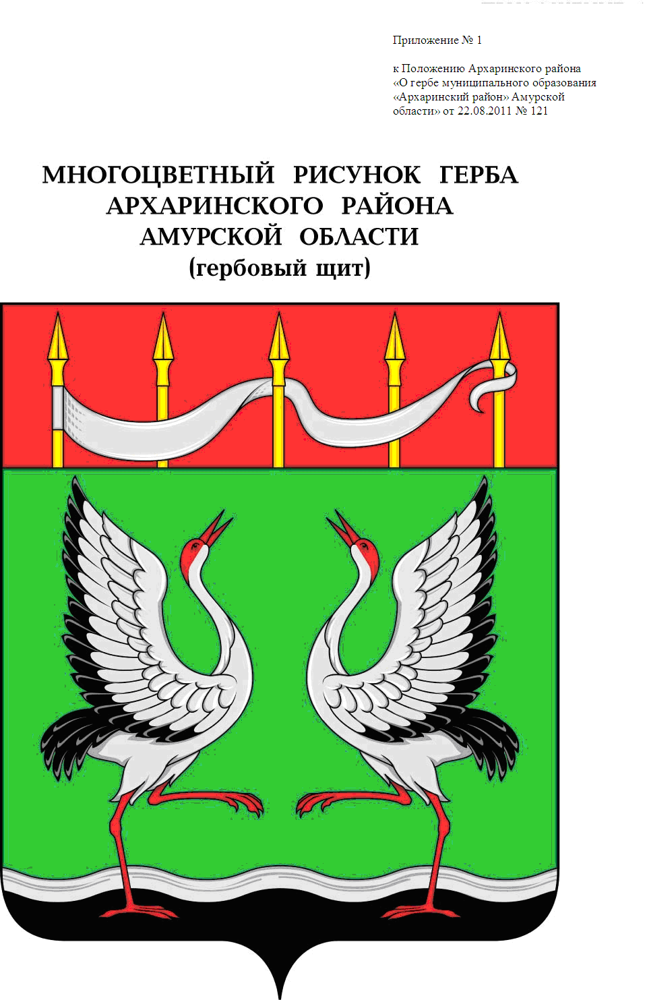 Приложение № 1
к Положению Архаринского района
«О гербе муниципального образования
«Архаринский район» Амурской
области» от 22.08.2011 № 121
МНОГОЦВЕТНЫЙ РИСУНОК ГЕРБА
АРХАРИНСКОГО РАЙОНА
АМУРСКОЙ ОБЛАСТИ
(гербовый щит)